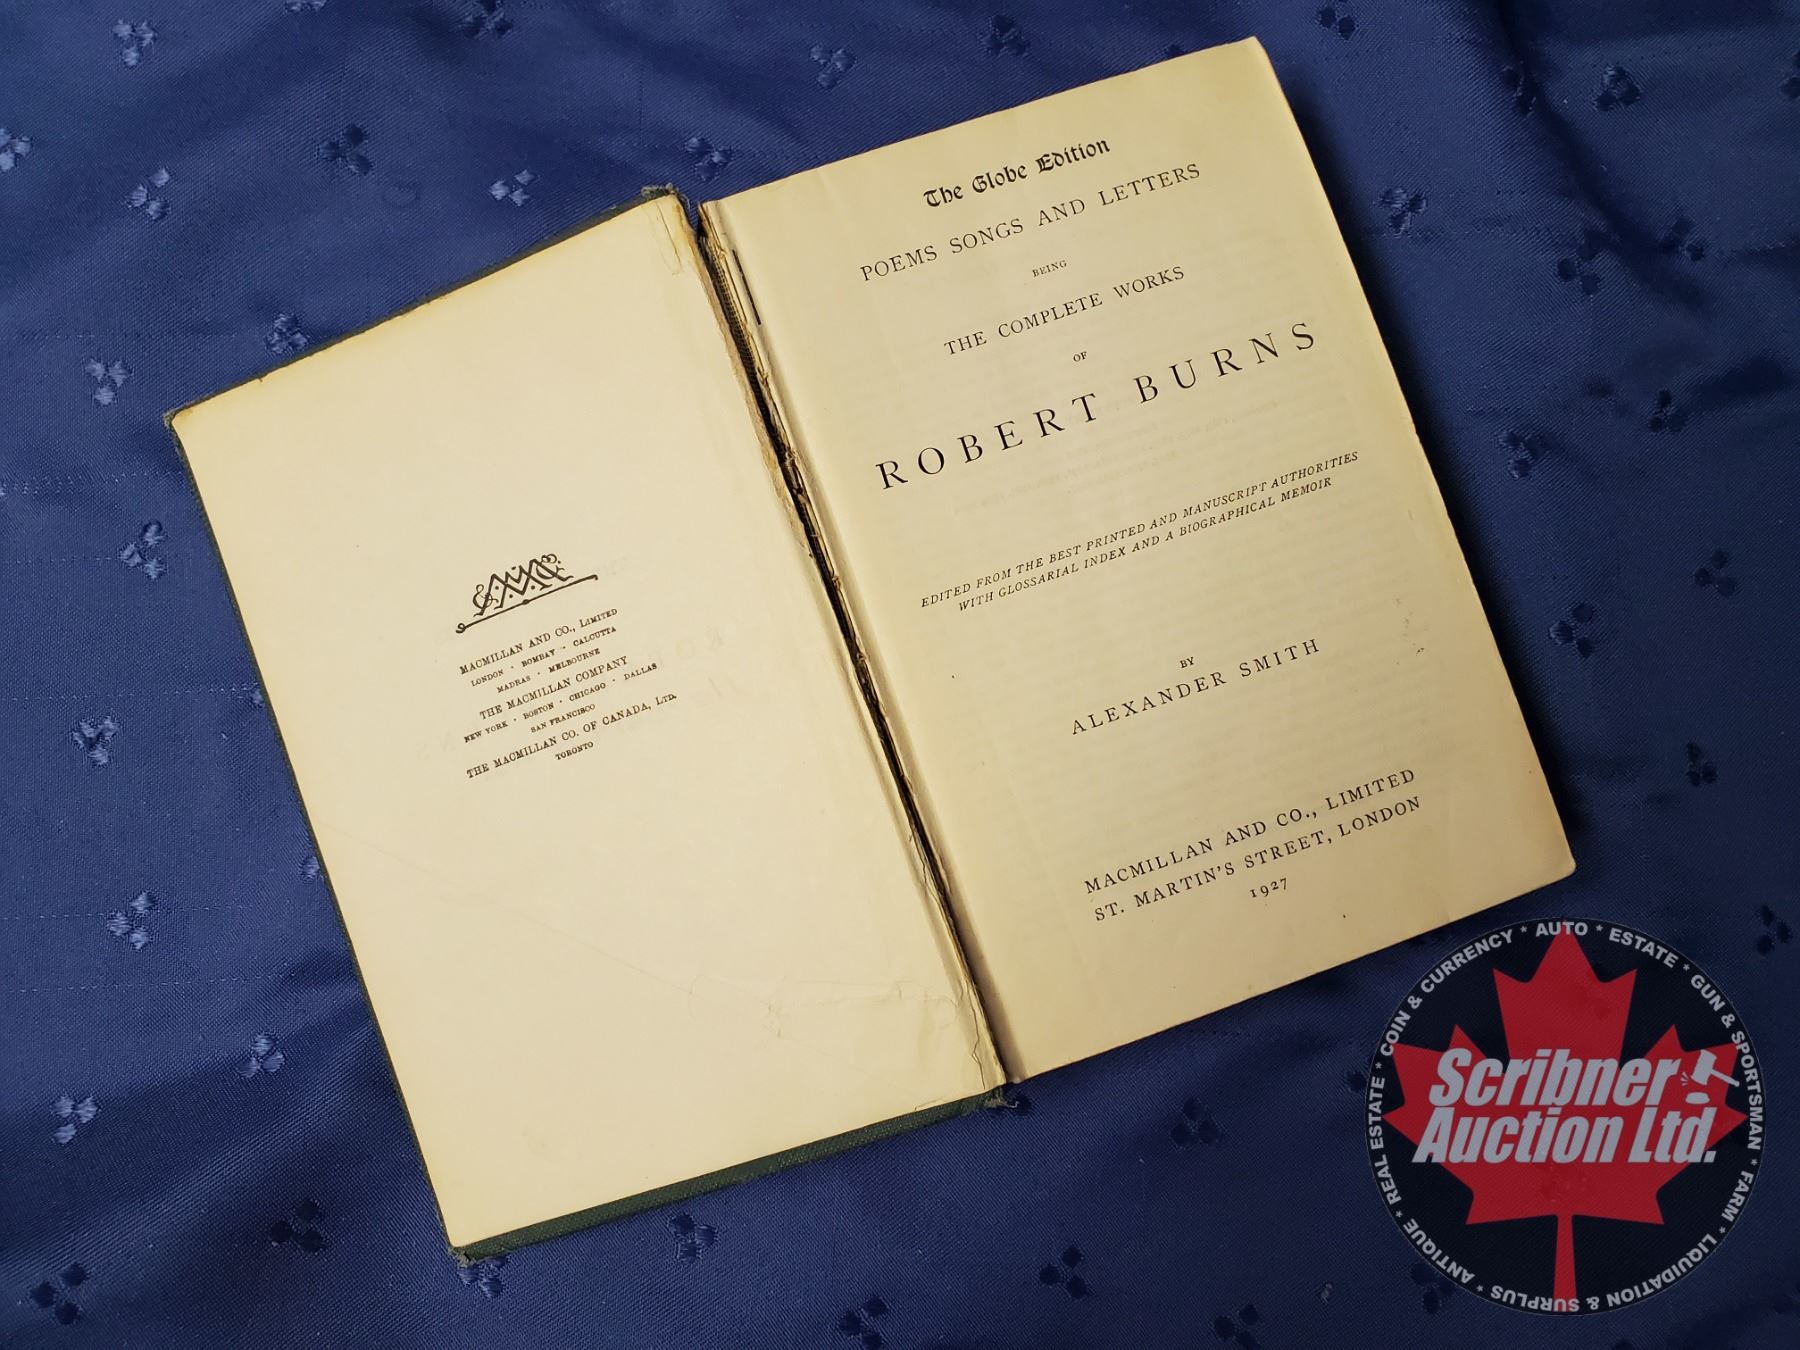 MACMILLAN AND CO., LIMITED
LONDON · BOMBAY · CALCUTTA
MADRAS · MELBOURNE
THE MACMILLAN COMPANY
NEW YORK · BOSTON · CHICAGO · DALLAS
SAN FRANCISCO
THE MACMILLAN CO. OF CANADA, LTD.
TORONTO
The Globe Edition
POEMS SONGS AND LETTERS
BEING
THE COMPLETE WORKS
OF
ROBERT BURNS
EDITED FROM THE BEST PRINTED AND MANUSCRIPT AUTHORITIES
WITH GLOSSARIAL INDEX AND A BIOGRAPHICAL MEMOIR
BY
ALEXANDER SMITH
MACMILLAN AND CO., LIMITED
ST. MARTIN'S STREET, LONDON
1927
* REAL ESTATE * COIN & CURRENCY * AUTO * ESTATE * GUN & SPORTSMAN * FARM * LIQUIDATION & SURPLUS * ANTIQUE
Scribner
Auction Ltd.